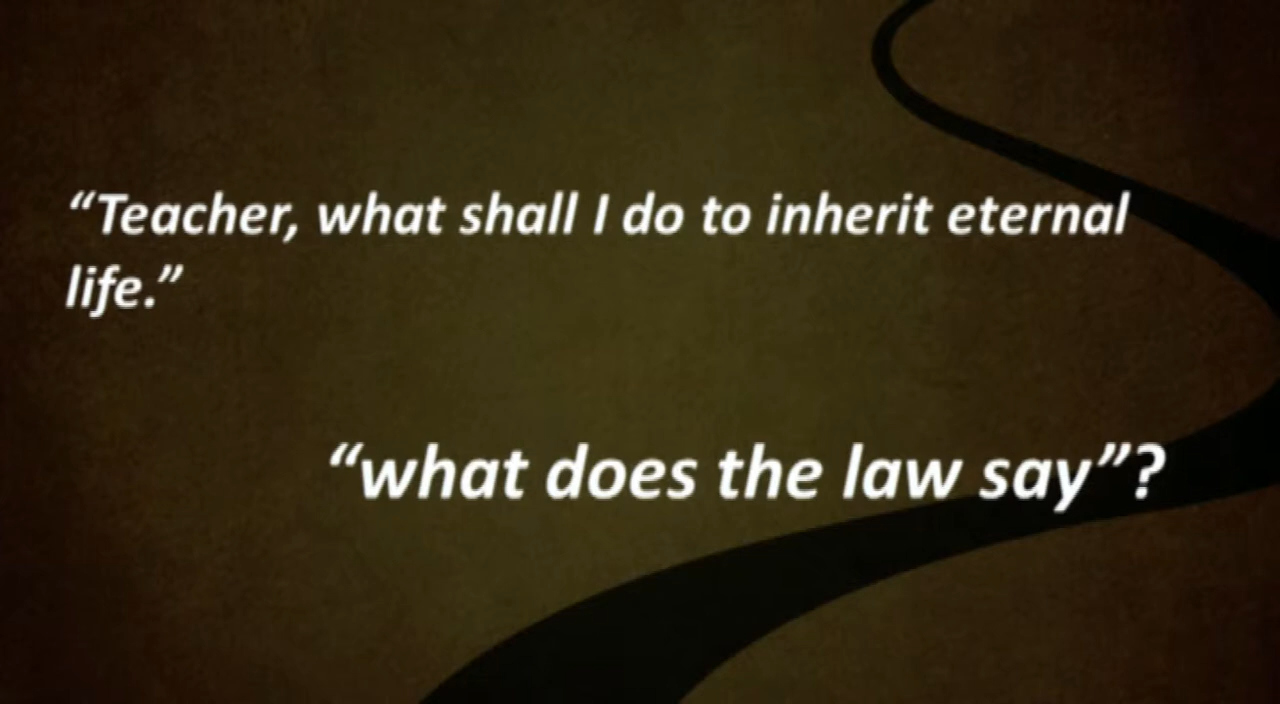 “Teacher, what shall I do to inherit eternal
life.”
“what does the law say”?